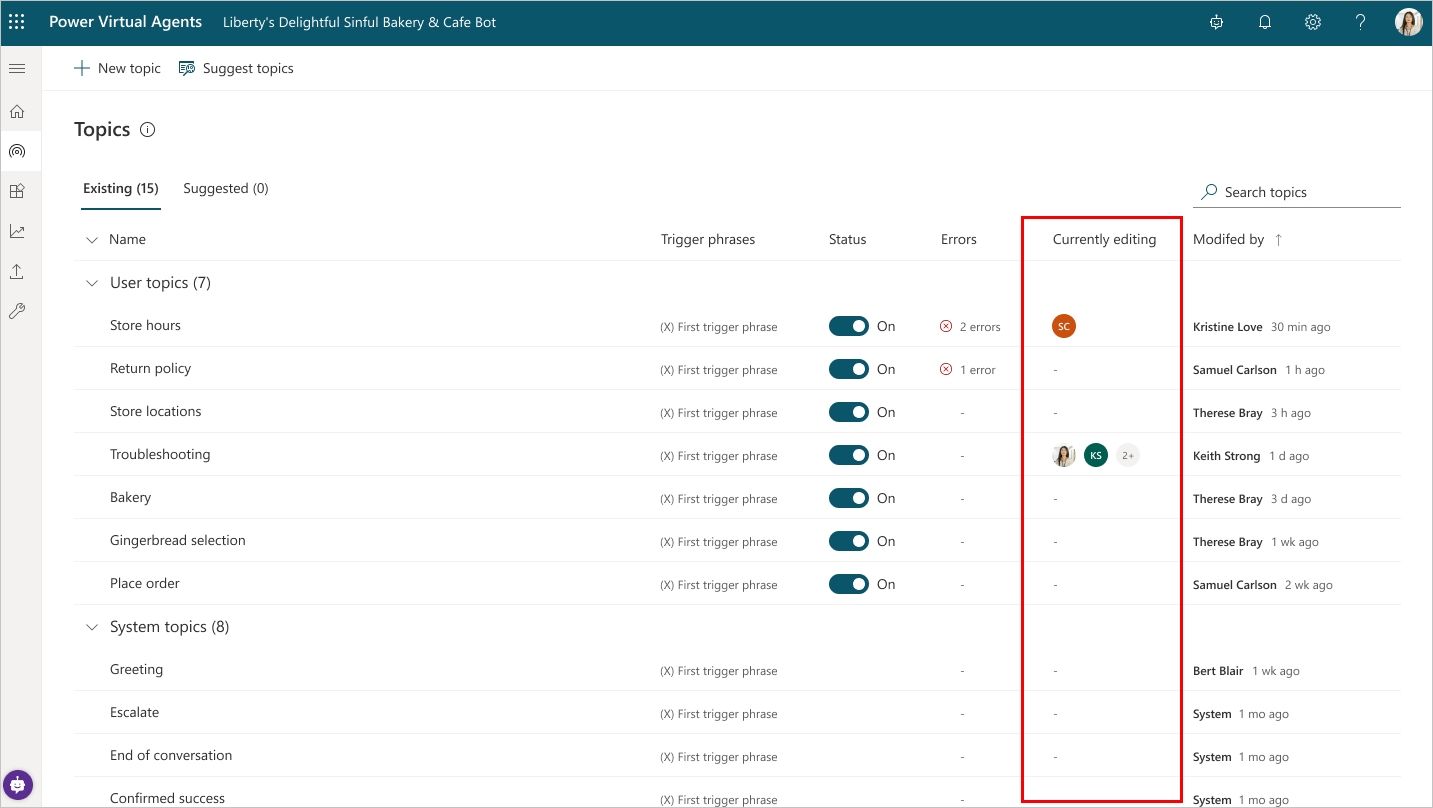 Power Virtual Agents Liberty's Delightful Sinful Bakery & Cafe Bot ?
New topic Suggest topics
Topics
Existing (15) Suggested (0)
Search topics
Name Trigger phrases Status Errors Currently editing Modifed by ↑
User topics (7)
Store hours (X) First trigger phrase On 2 errors SC Kristine Love 30 min ago
Return policy (X) First trigger phrase On 1 error - Samuel Carlson 1 h ago
Store locations (X) First trigger phrase On - - Therese Bray 3 h ago
Troubleshooting (X) First trigger phrase On - KS 2+ Keith Strong 1 d ago
Bakery (X) First trigger phrase On - - Therese Bray 3 d ago
Gingerbread selection (X) First trigger phrase On - - Therese Bray 1 wk ago
Place order (X) First trigger phrase On - - Samuel Carlson 2 wk ago
System topics (8)
Greeting (X) First trigger phrase - - Bert Blair 1 wk ago
Escalate (X) First trigger phrase - - System 1 mo ago
End of conversation (X) First trigger phrase - - System 1 mo ago
Confirmed success (X) First trigger phrase - - System 1 mo ago